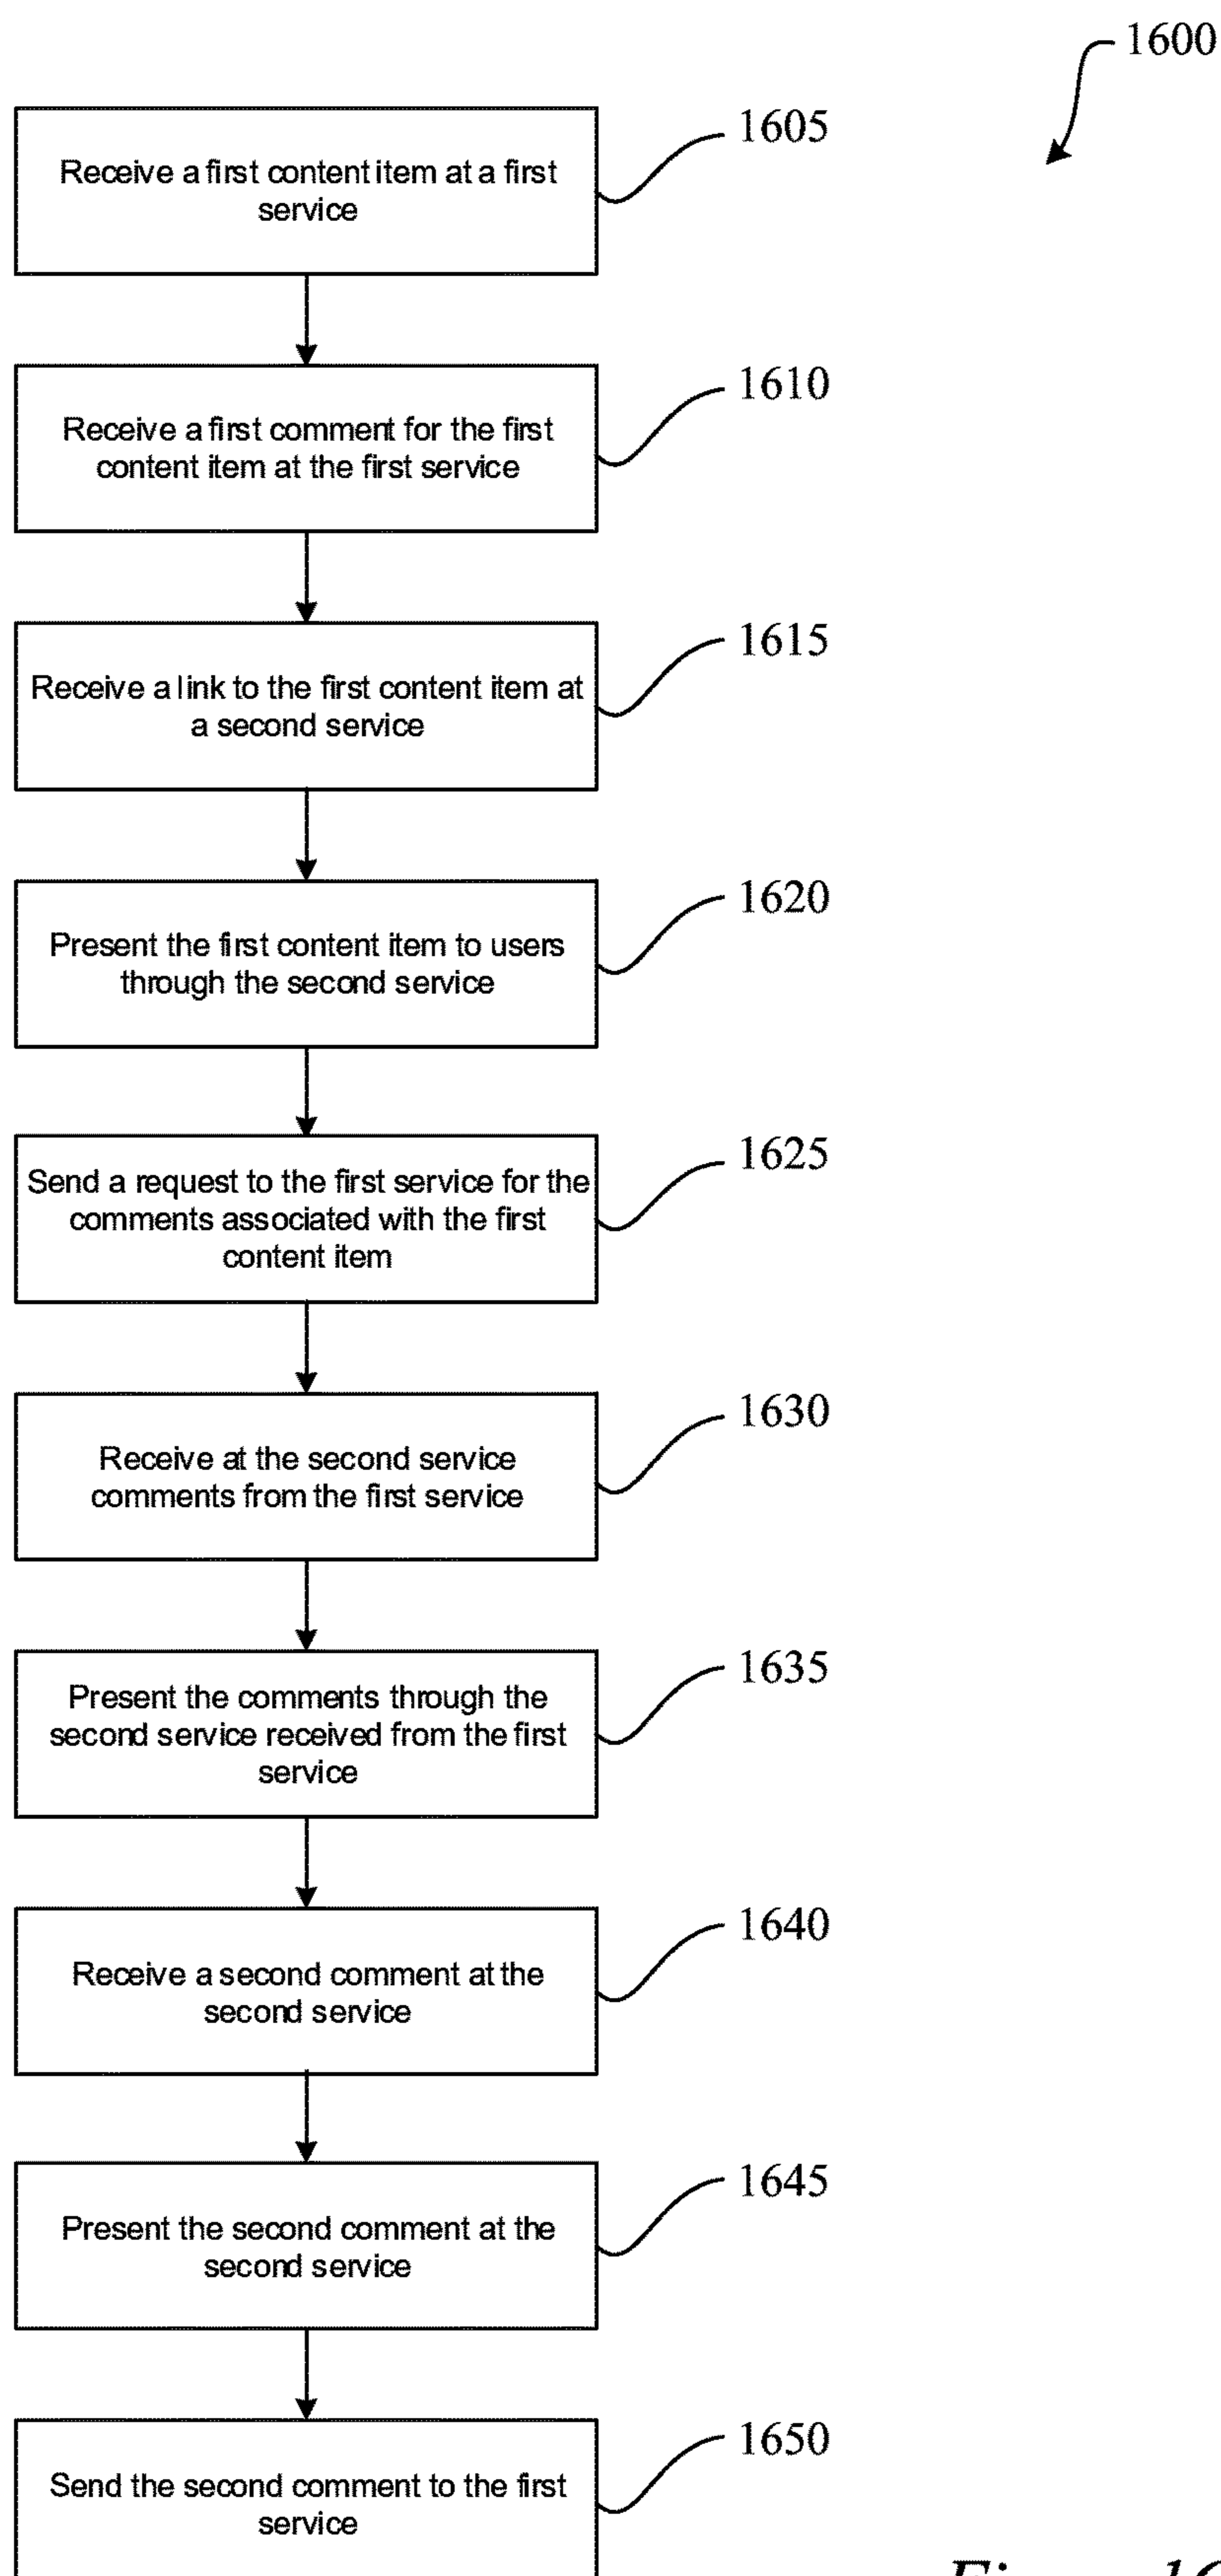 1600
1605
Receive a first content item at a first
service
1610
Receive a first comment for the first
content item at the first service
1615
Receive a link to the first content item at
a second service
1620
Present the first content item to users
through the second service
1625
Send a request to the first service for the
comments associated with the first
content item
1630
Receive at the second service
comments from the first service
1635
Present the comments through the
second service received from the first
service
1640
Receive a second comment at the
second service
1645
Present the second comment at the
second service
1650
Send the second comment to the first
service